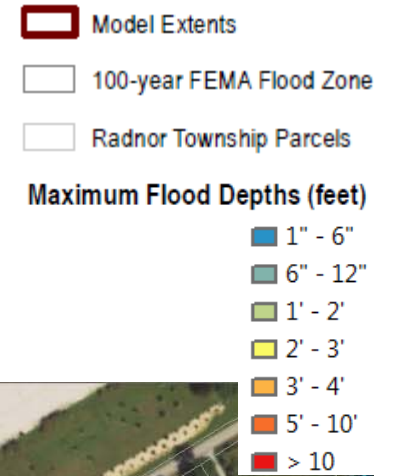 Model Extents
100-year FEMA Flood Zone
Radnor Township Parcels
Maximum Flood Depths (feet)
1" - 6"
6" - 12"
1' - 2'
2' - 3'
3' - 4'
5' - 10'
> 10